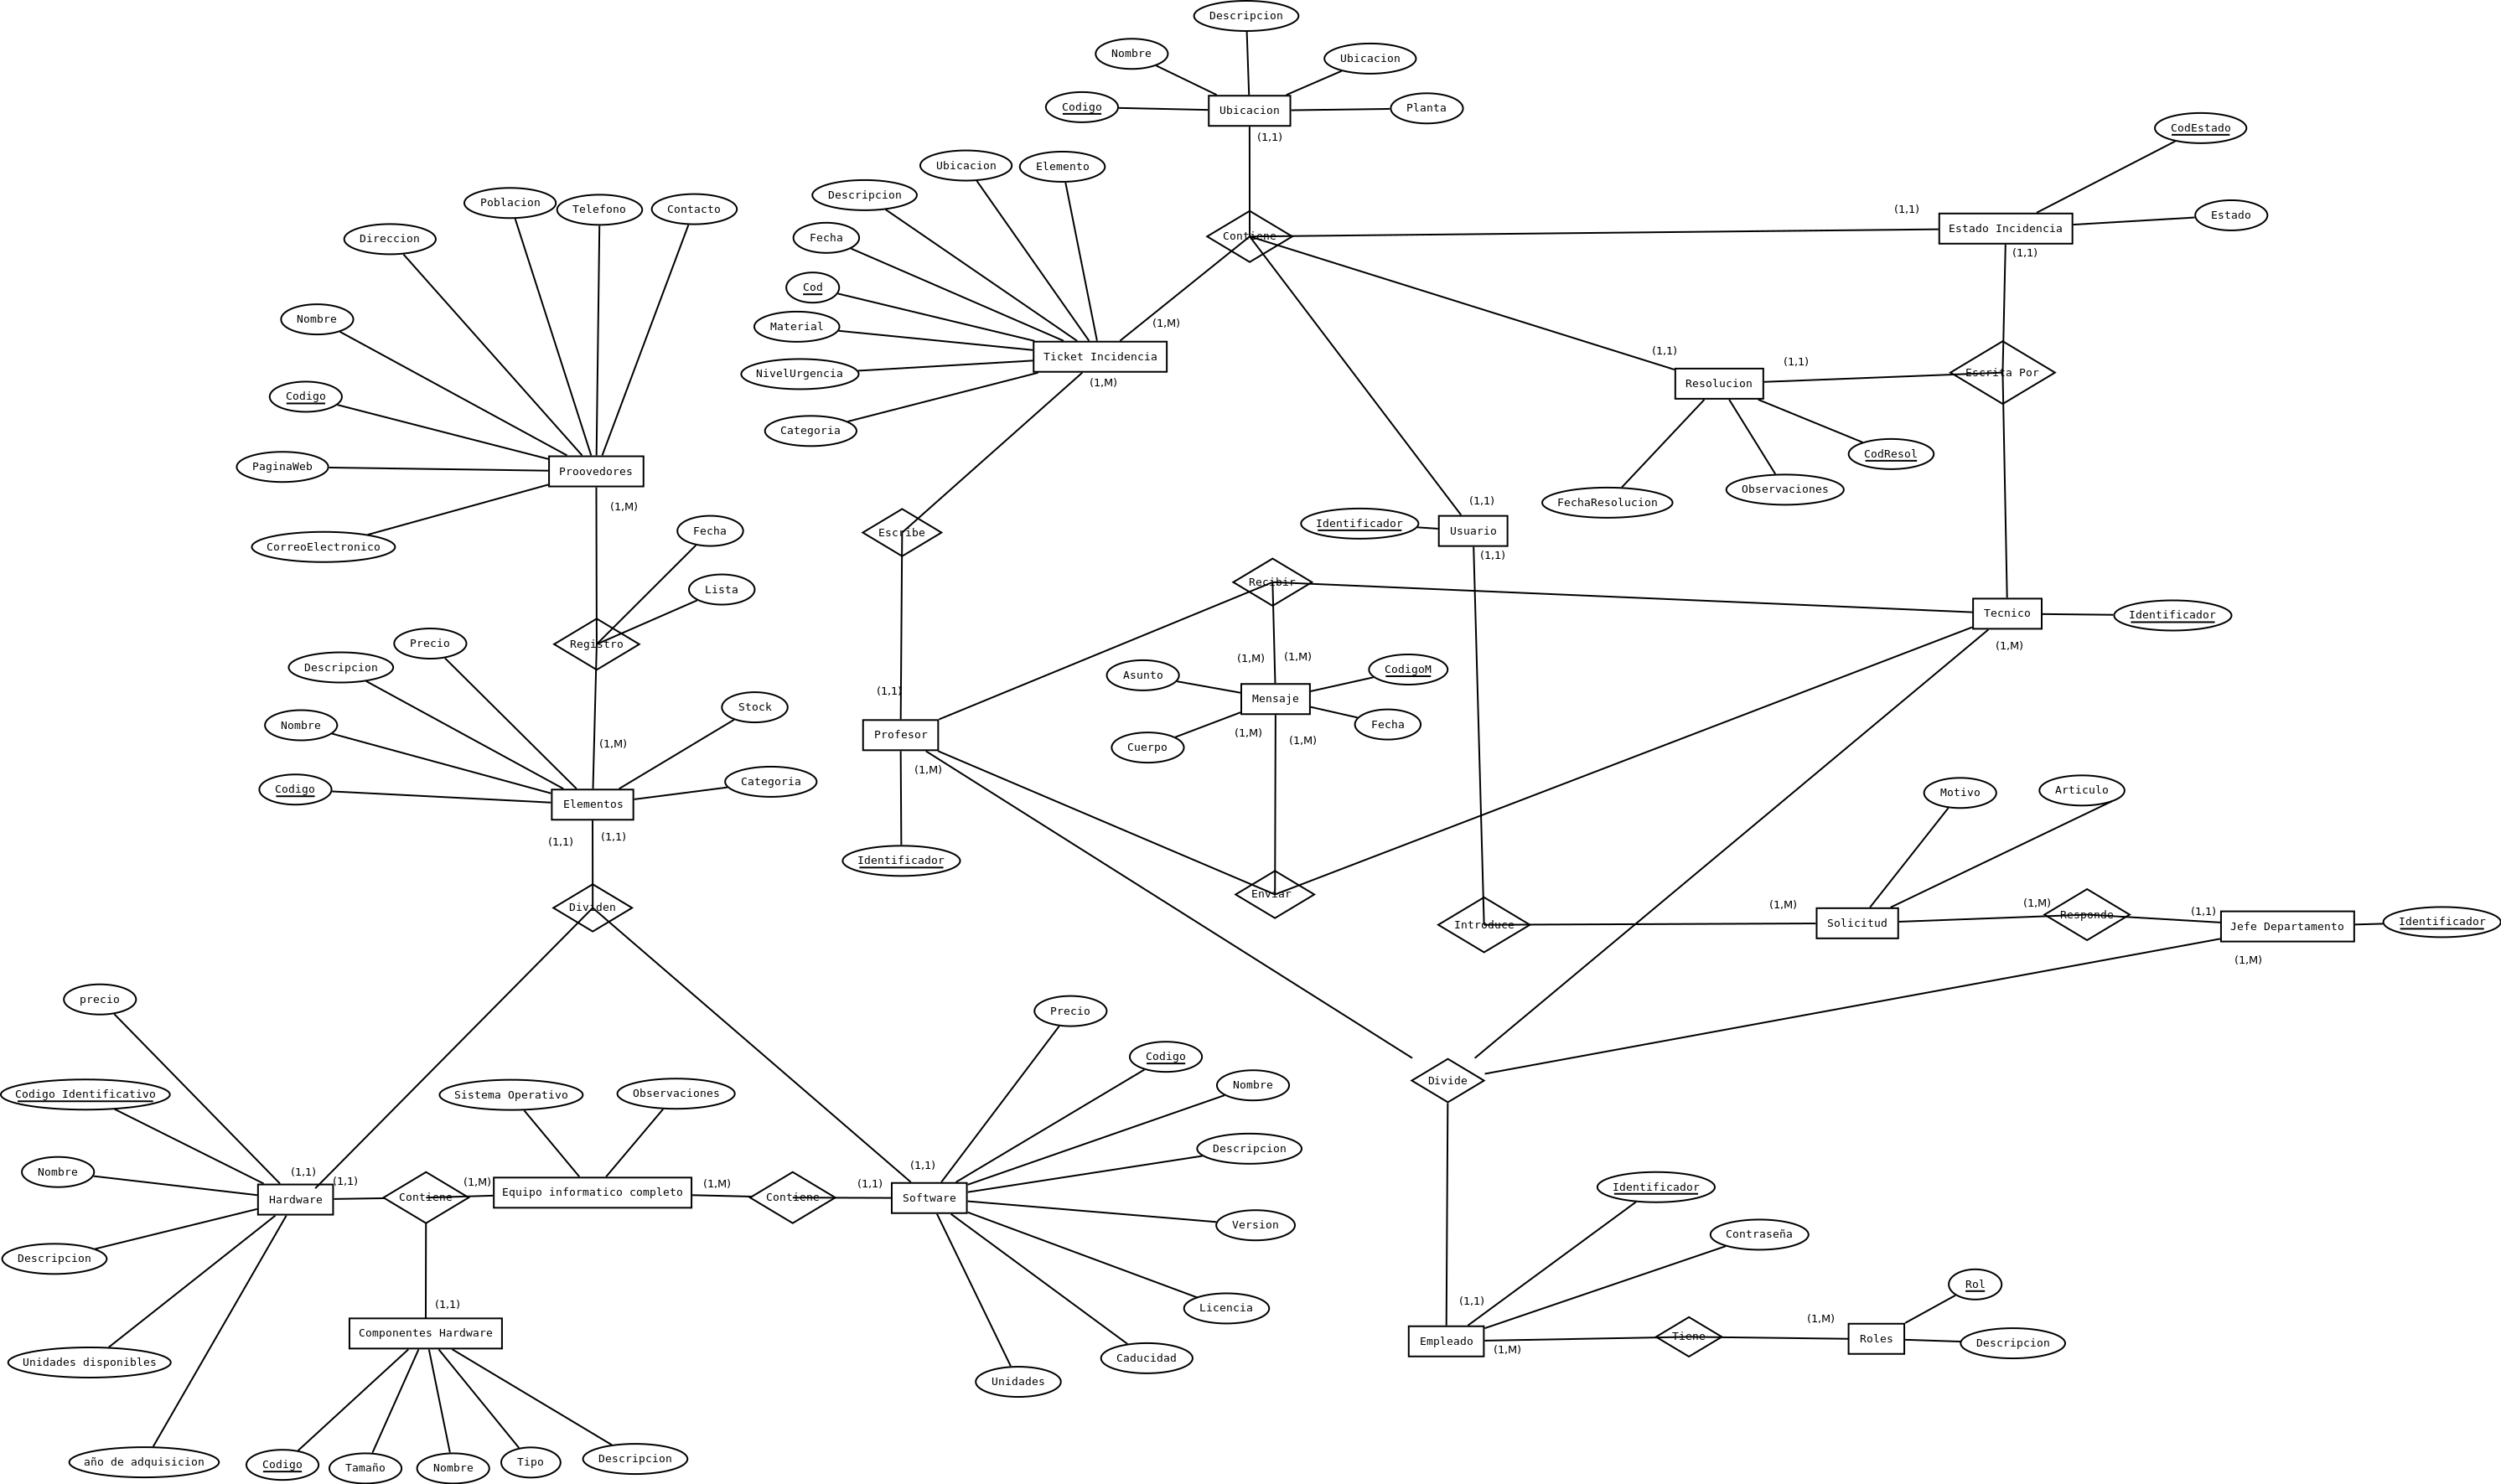 Descripcion
Nombre
Ubicacion
Codigo
Planta
Ubicacion
(1,1)
CodEstado
Estado
Estado Incidencia
(1,1)
(1,1)
Contiene
Ubicacion
Elemento
Descripcion
Fecha
Cod
Material
NivelUrgencia
Categoria
Ticket Incidencia
(1,M)
(1,M)
Poblacion
Telefono
Contacto
Direccion
Nombre
Codigo
PaginaWeb
CorreoElectronico
Proovedores
(1,M)
(1,1)
Resolucion
(1,1)
Escrita Por
CodResol
Observaciones
FechaResolucion
Escribe
Identificador
(1,1)
Usuario
(1,1)
Fecha
Lista
Registro
Recibir
Tecnico
Identificador
(1,M)
Precio
Descripcion
Nombre
Codigo
Stock
Categoria
(1,M)
Elementos
(1,1)
(1,1)
(1,1)
Profesor
(1,M)
Identificador
(1,M)
(1,M)
Asunto
CodigoM
Mensaje
Cuerpo
Fecha
(1,M)
(1,M)
Enviar
Motivo
Articulo
Introduce
(1,M)
Solicitud
(1,M)
Responde
(1,1)
Jefe Departamento
Identificador
(1,M)
Dividen
precio
Codigo Identificativo
Nombre
Descripcion
Unidades disponibles
año de adquisicion
(1,1)
(1,1)
Hardware
Contiene
(1,M)
Sistema Operativo
Observaciones
Equipo informatico completo
(1,M)
Contiene
(1,1)
(1,1)
Software
Precio
Codigo
Nombre
Descripcion
Version
Licencia
Caducidad
Unidades
(1,1)
Componentes Hardware
Codigo
Tamaño
Nombre
Tipo
Descripcion
Divide
Identificador
Contraseña
(1,1)
Empleado
(1,M)
Tiene
(1,M)
Roles
Rol
Descripcion